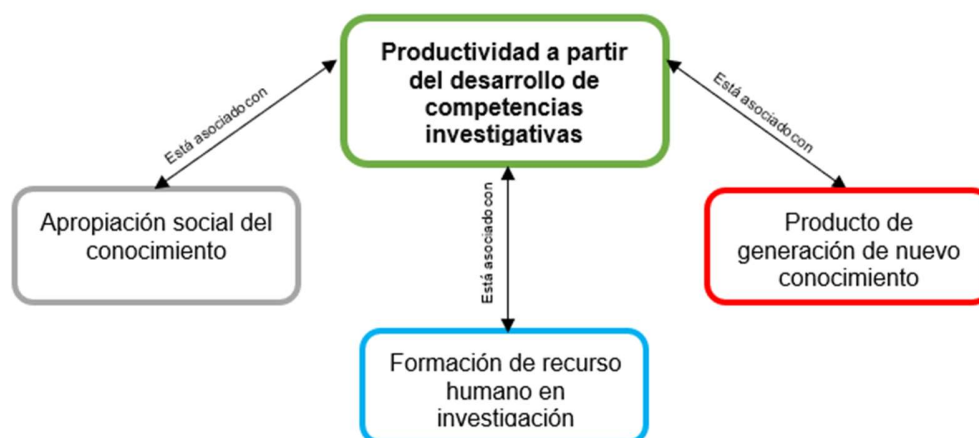 Productividad a partir
del desarrollo de
competencias
investigativas
Está asociado con
Está asociado con
Está asociado con
Apropiación social del
conocimiento
Producto de
generación de nuevo
conocimiento
Formación de recurso
humano en
investigación